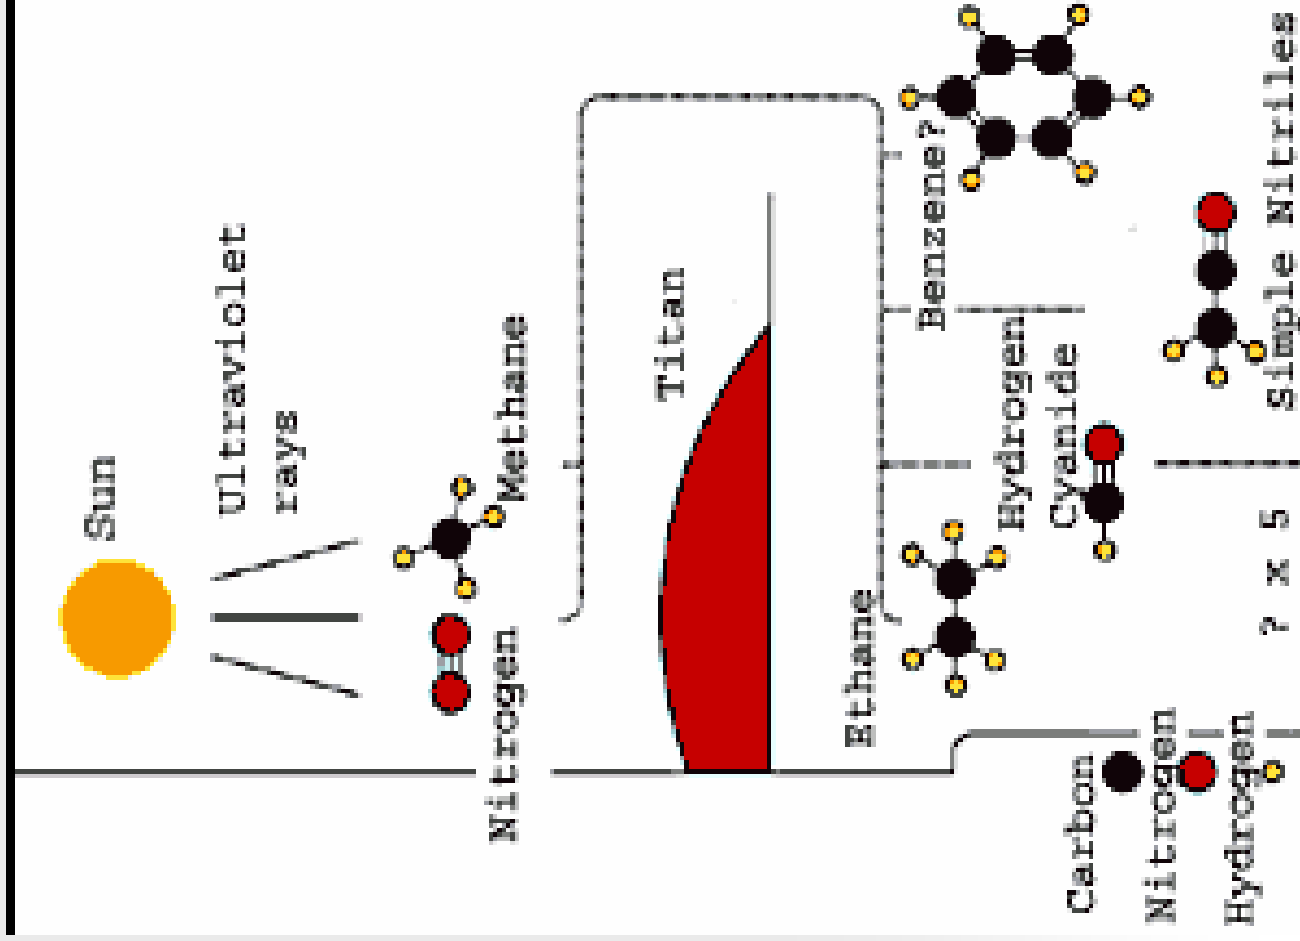 Sun
Ultraviolet
rays
Methane
Nitrogen
Titan
Ethane
Benzene?
Hydrogen
Cyanide
Simple Nitriles
? x 5
Carbon
Nitrogen
Hydrogen